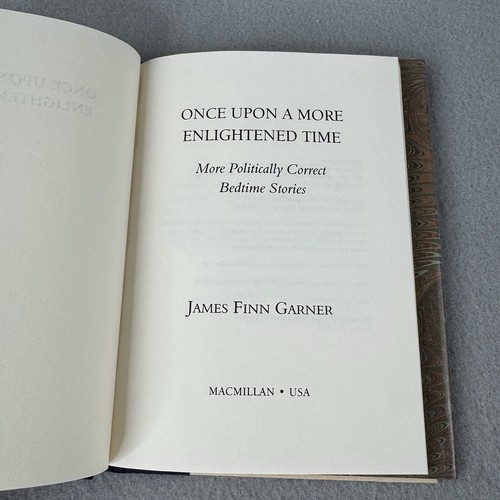 ONCE UPON A MORE
ENLIGHTENED TIME
More Politically Correct
Bedtime Stories
JAMES FINN GARNER
MACMILLAN • USA